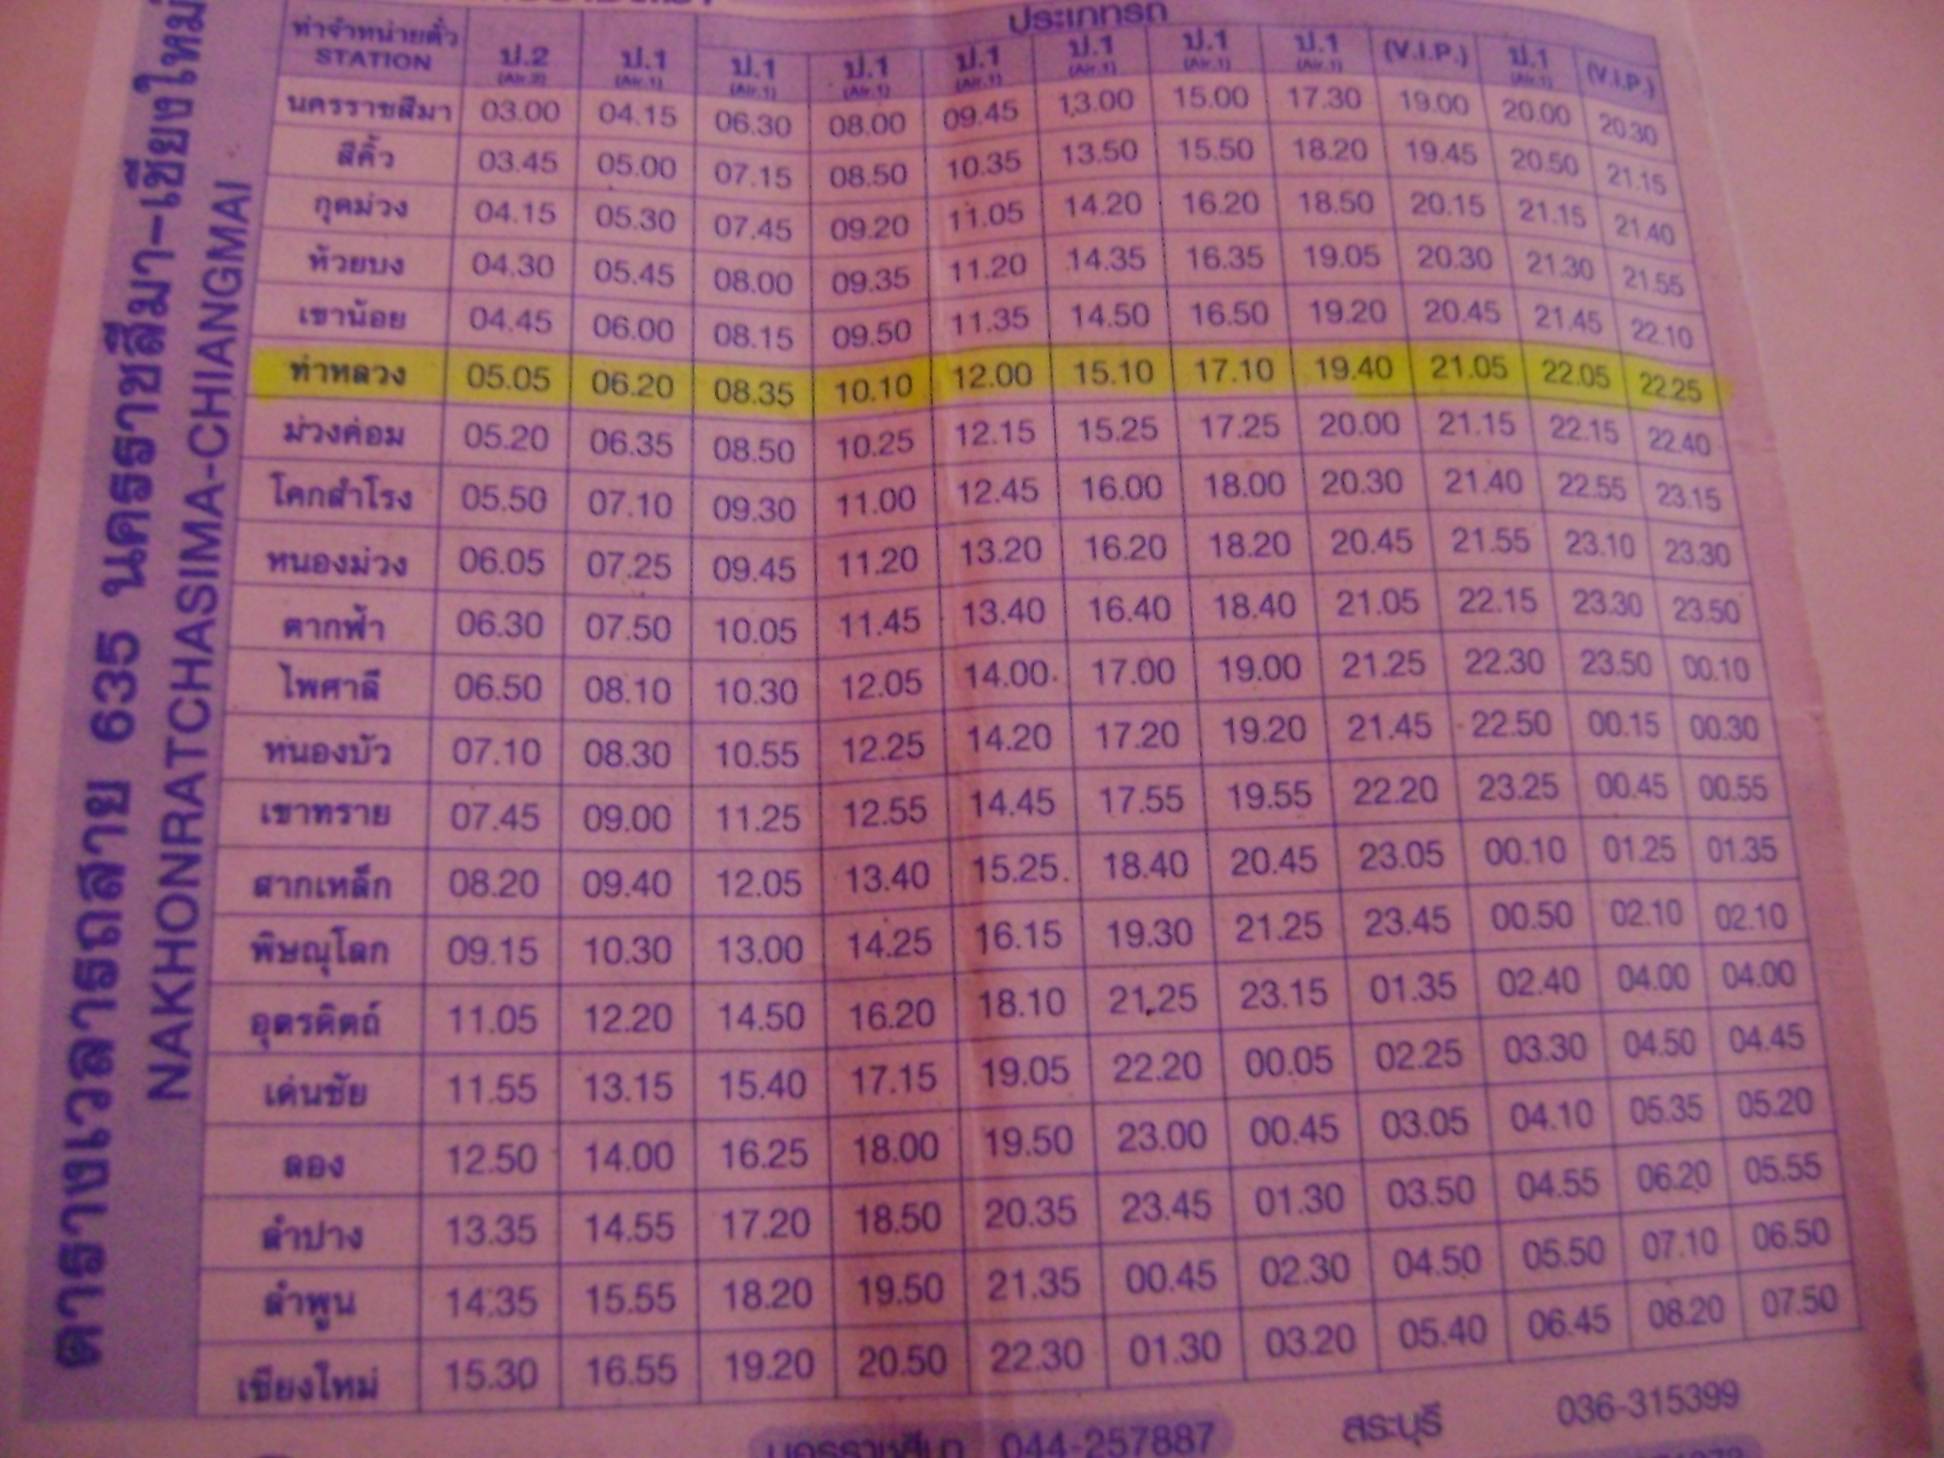 ตารางเวลารถสาย 635 นครราชสีมา-เชียงใหม่
NAKHONRATCHASIMA-CHIANGMAI
ประเภทรถ
ท่าจำหน่ายตั๋ว
STATION
ป.2 ป.1 ป.1 ป.1 ป.1 ป.1 ป.1 ป.1 (V.I.P.) ป.1 (V.I.P.)
(Air.2) (Air.1) (Air.1) (Air.1) (Air.1) (Air.1) (Air.1) (Air.1) (Air.1)
นครราชสีมา 03.00 04.15 06.30 08.00 09.45 13.00 15.00 17.30 19.00 20.00 20.30
สีคิ้ว 03.45 05.00 07.15 08.50 10.35 13.50 15.50 18.20 19.45 20.50 21.15
กุดม่วง 04.15 05.30 07.45 09.20 11.05 14.20 16.20 18.50 20.15 21.15 21.40
ห้วยบง 04.30 05.45 08.00 09.35 11.20 14.35 16.35 19.05 20.30 21.30 21.55
เขาน้อย 04.45 06.00 08.15 09.50 11.35 14.50 16.50 19.20 20.45 21.45 22.10
ท่าหลวง 05.05 06.20 08.35 10.10 12.00 15.10 17.10 19.40 21.05 22.05 22.25
ม่วงค่อม 05.20 06.35 08.50 10.25 12.15 15.25 17.25 20.00 21.15 22.15 22.40
โคกสำโรง 05.50 07.10 09.30 11.00 12.45 16.00 18.00 20.30 21.40 22.55 23.15
หนองม่วง 06.05 07.25 09.45 11.20 13.20 16.20 18.20 20.45 21.55 23.10 23.30
ตากฟ้า 06.30 07.50 10.05 11.45 13.40 16.40 18.40 21.05 22.15 23.30 23.50
ไพศาลี 06.50 08.10 10.30 12.05 14.00 17.00 19.00 21.25 22.30 23.50 00.10
หนองบัว 07.10 08.30 10.55 12.25 14.20 17.20 19.20 21.45 22.50 00.15 00.30
เขาทราย 07.45 09.00 11.25 12.55 14.45 17.55 19.55 22.20 23.25 00.45 00.55
สากเหล็ก 08.20 09.40 12.05 13.40 15.25 18.40 20.45 23.05 00.10 01.25 01.35
พิษณุโลก 09.15 10.30 13.00 14.25 16.15 19.30 21.25 23.45 00.50 02.10 02.10
อุตรดิตถ์ 11.05 12.20 14.50 16.20 18.10 21.25 23.15 01.35 02.40 04.00 04.00
เด่นชัย 11.55 13.15 15.40 17.15 19.05 22.20 00.05 02.25 03.30 04.50 04.45
ลอง 12.50 14.00 16.25 18.00 19.50 23.00 00.45 03.05 04.10 05.35 05.20
ลำปาง 13.35 14.55 17.20 18.50 20.35 23.45 01.30 03.50 04.55 06.20 05.55
ลำพูน 14.35 15.55 18.20 19.50 21.35 00.45 02.30 04.50 05.50 07.10 06.50
เชียงใหม่ 15.30 16.55 19.20 20.50 22.30 01.30 03.20 05.40 06.45 08.20 07.50
นครราชสีมา 044-257887 สระบุรี 036-315399